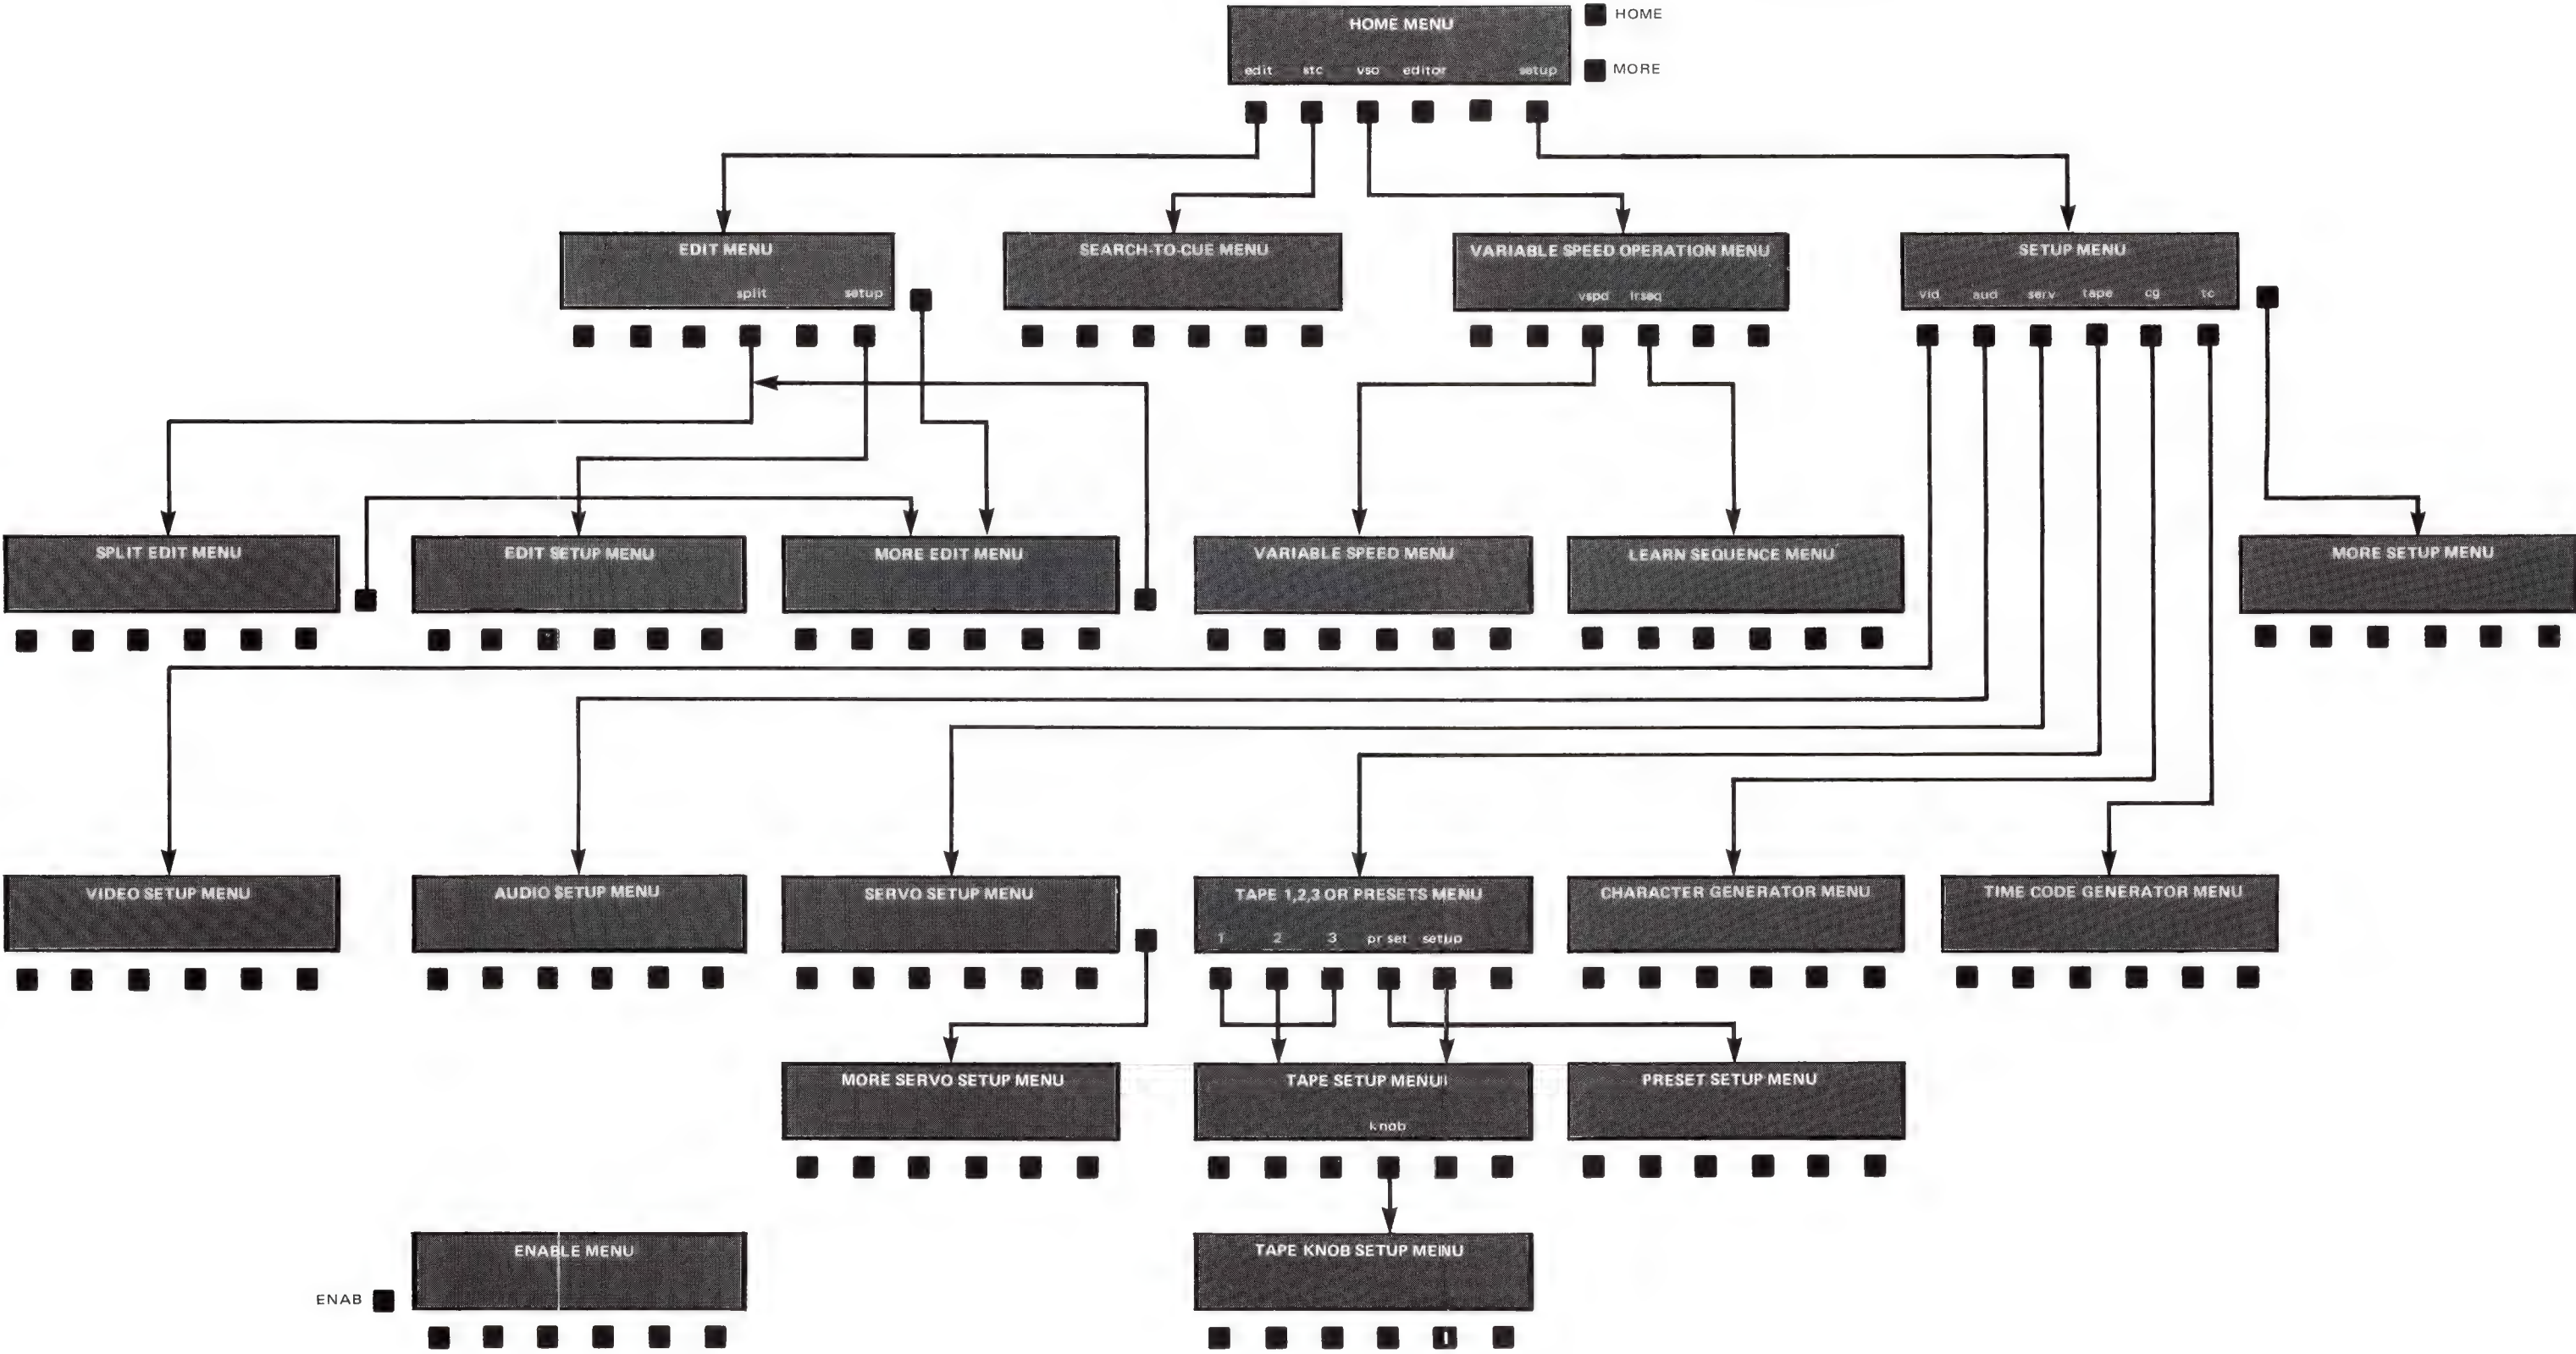 HOME MENU
HOME
edit stc vso editor setup
MORE
EDIT MENU
split setup
SEARCH-TO-CUE MENU
VARIABLE SPEED OPERATION MENU
vspd lrseq
SETUP MENU
vid aud serv tape cg tc
SPLIT EDIT MENU
EDIT SETUP MENU
MORE EDIT MENU
VARIABLE SPEED MENU
LEARN SEQUENCE MENU
MORE SETUP MENU
VIDEO SETUP MENU
AUDIO SETUP MENU
SERVO SETUP MENU
TAPE 1,2,3 OR PRESETS MENU
1 2 3 prset setup
CHARACTER GENERATOR MENU
TIME CODE GENERATOR MENU
MORE SERVO SETUP MENU
TAPE SETUP MENU
knob
PRESET SETUP MENU
ENABLE MENU
ENAB
TAPE KNOB SETUP MENU